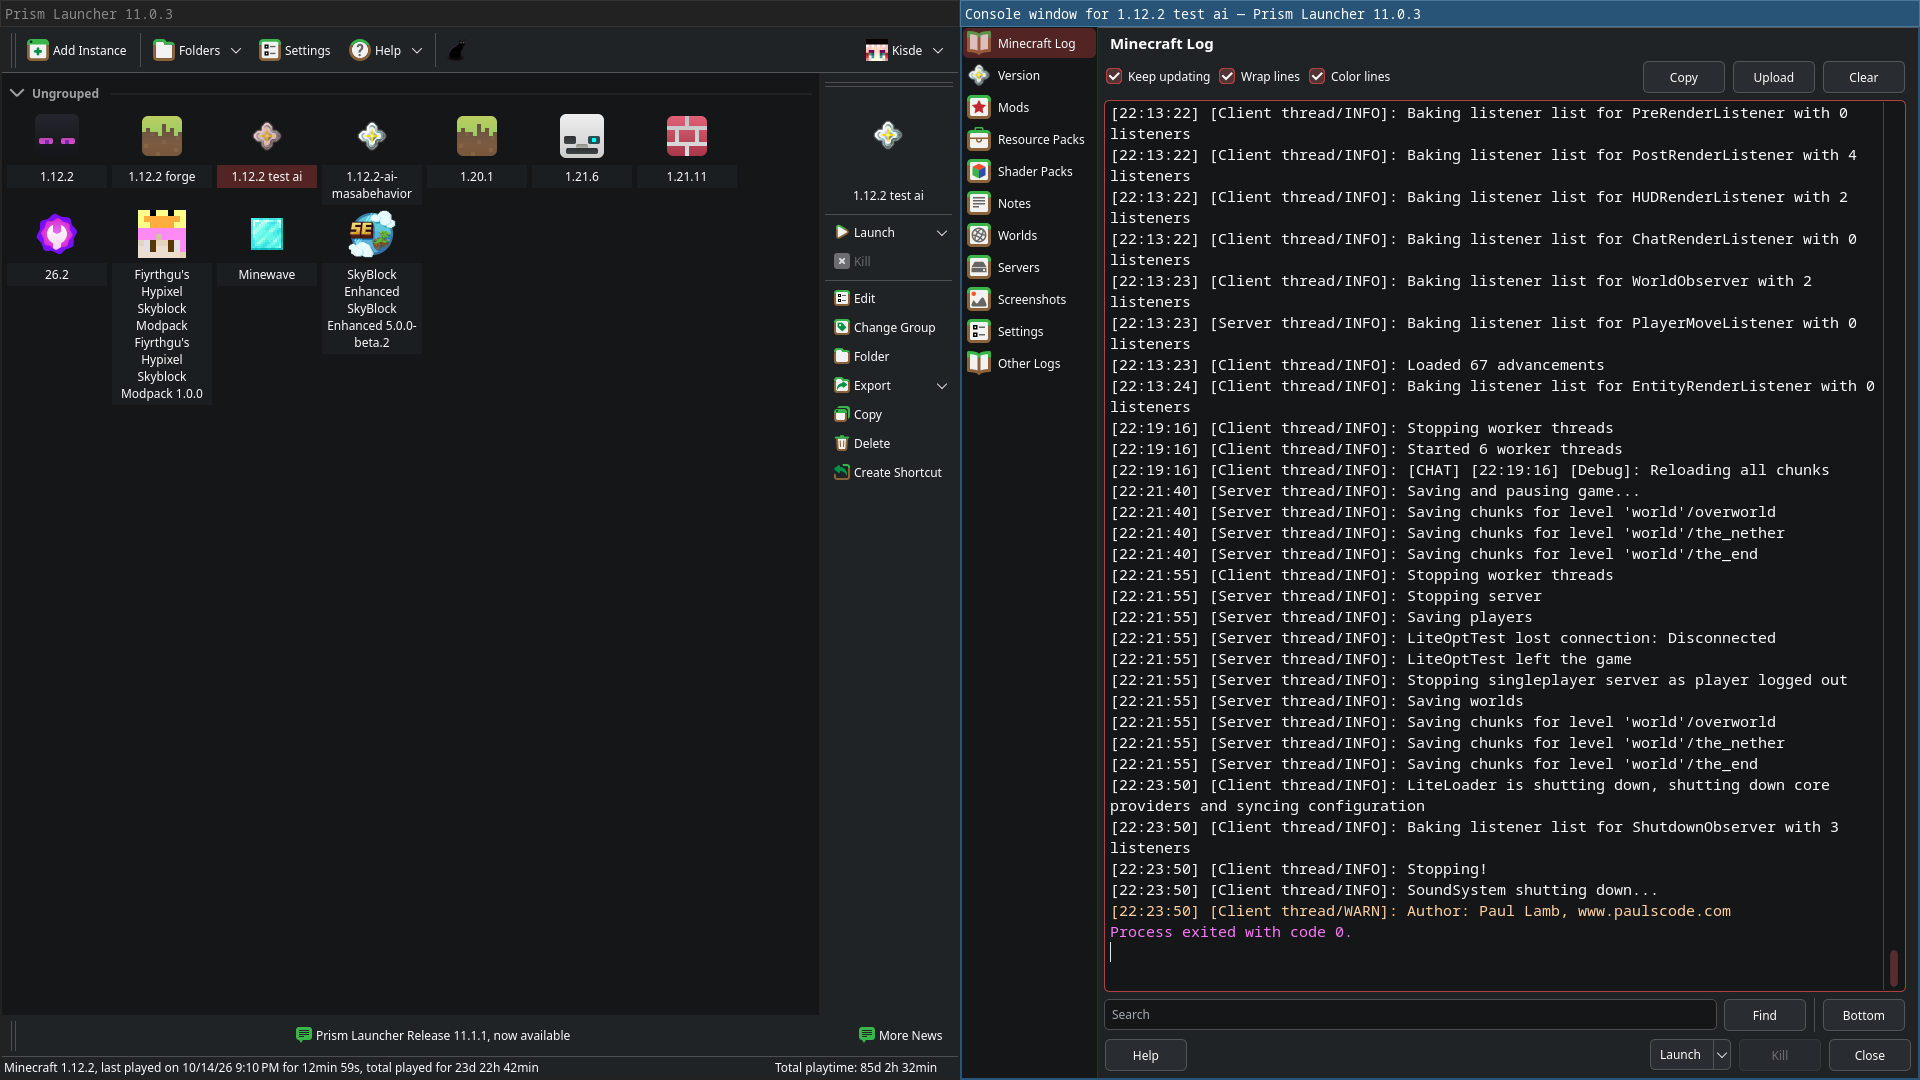 Prism Launcher 11.0.3
Add Instance
Folders
Settings
Help
Kisde
Ungrouped
1.12.2
1.12.2 forge
1.12.2 test ai
1.12.2-ai-
masabehavior
1.20.1
1.21.6
1.21.11
26.2
Fiyrthgu's
Hypixel
Skyblock
Modpack
Fiyrthgu's
Hypixel
Skyblock
Modpack 1.0.0
Minewave
SE
SkyBlock
Enhanced
SkyBlock
Enhanced 5.0.0-
beta.2
1.12.2 test ai
Launch
Kill
Edit
Change Group
Folder
Export
Copy
Delete
Create Shortcut
Prism Launcher Release 11.1.1, now available
More News
Minecraft 1.12.2, last played on 10/14/26 9:10 PM for 12min 59s, total played for 23d 22h 42min
Total playtime: 85d 2h 32min
Console window for 1.12.2 test ai — Prism Launcher 11.0.3
Minecraft Log
Version
Mods
Resource Packs
Shader Packs
Notes
Worlds
Servers
Screenshots
Settings
Other Logs
Minecraft Log
Keep updating
Wrap lines
Color lines
Copy
Upload
Clear
[22:13:22] [Client thread/INFO]: Baking listener list for PreRenderListener with 0
listeners
[22:13:22] [Client thread/INFO]: Baking listener list for PostRenderListener with 4
listeners
[22:13:22] [Client thread/INFO]: Baking listener list for HUDRenderListener with 2
listeners
[22:13:22] [Client thread/INFO]: Baking listener list for ChatRenderListener with 0
listeners
[22:13:23] [Client thread/INFO]: Baking listener list for WorldObserver with 2
listeners
[22:13:23] [Server thread/INFO]: Baking listener list for PlayerMoveListener with 0
listeners
[22:13:23] [Client thread/INFO]: Loaded 67 advancements
[22:13:24] [Client thread/INFO]: Baking listener list for EntityRenderListener with 0
listeners
[22:19:16] [Client thread/INFO]: Stopping worker threads
[22:19:16] [Client thread/INFO]: Started 6 worker threads
[22:19:16] [Client thread/INFO]: [CHAT] [22:19:16] [Debug]: Reloading all chunks
[22:21:40] [Server thread/INFO]: Saving and pausing game...
[22:21:40] [Server thread/INFO]: Saving chunks for level 'world'/overworld
[22:21:40] [Server thread/INFO]: Saving chunks for level 'world'/the_nether
[22:21:40] [Server thread/INFO]: Saving chunks for level 'world'/the_end
[22:21:55] [Client thread/INFO]: Stopping worker threads
[22:21:55] [Server thread/INFO]: Stopping server
[22:21:55] [Server thread/INFO]: Saving players
[22:21:55] [Server thread/INFO]: LiteOptTest lost connection: Disconnected
[22:21:55] [Server thread/INFO]: LiteOptTest left the game
[22:21:55] [Server thread/INFO]: Stopping singleplayer server as player logged out
[22:21:55] [Server thread/INFO]: Saving worlds
[22:21:55] [Server thread/INFO]: Saving chunks for level 'world'/overworld
[22:21:55] [Server thread/INFO]: Saving chunks for level 'world'/the_nether
[22:21:55] [Server thread/INFO]: Saving chunks for level 'world'/the_end
[22:23:50] [Client thread/INFO]: LiteLoader is shutting down, shutting down core
providers and syncing configuration
[22:23:50] [Client thread/INFO]: Baking listener list for ShutdownObserver with 3
listeners
[22:23:50] [Client thread/INFO]: Stopping!
[22:23:50] [Client thread/INFO]: SoundSystem shutting down...
[22:23:50] [Client thread/WARN]: Author: Paul Lamb, www.paulscode.com
Process exited with code 0.
Search
Find
Bottom
Help
Launch
Kill
Close